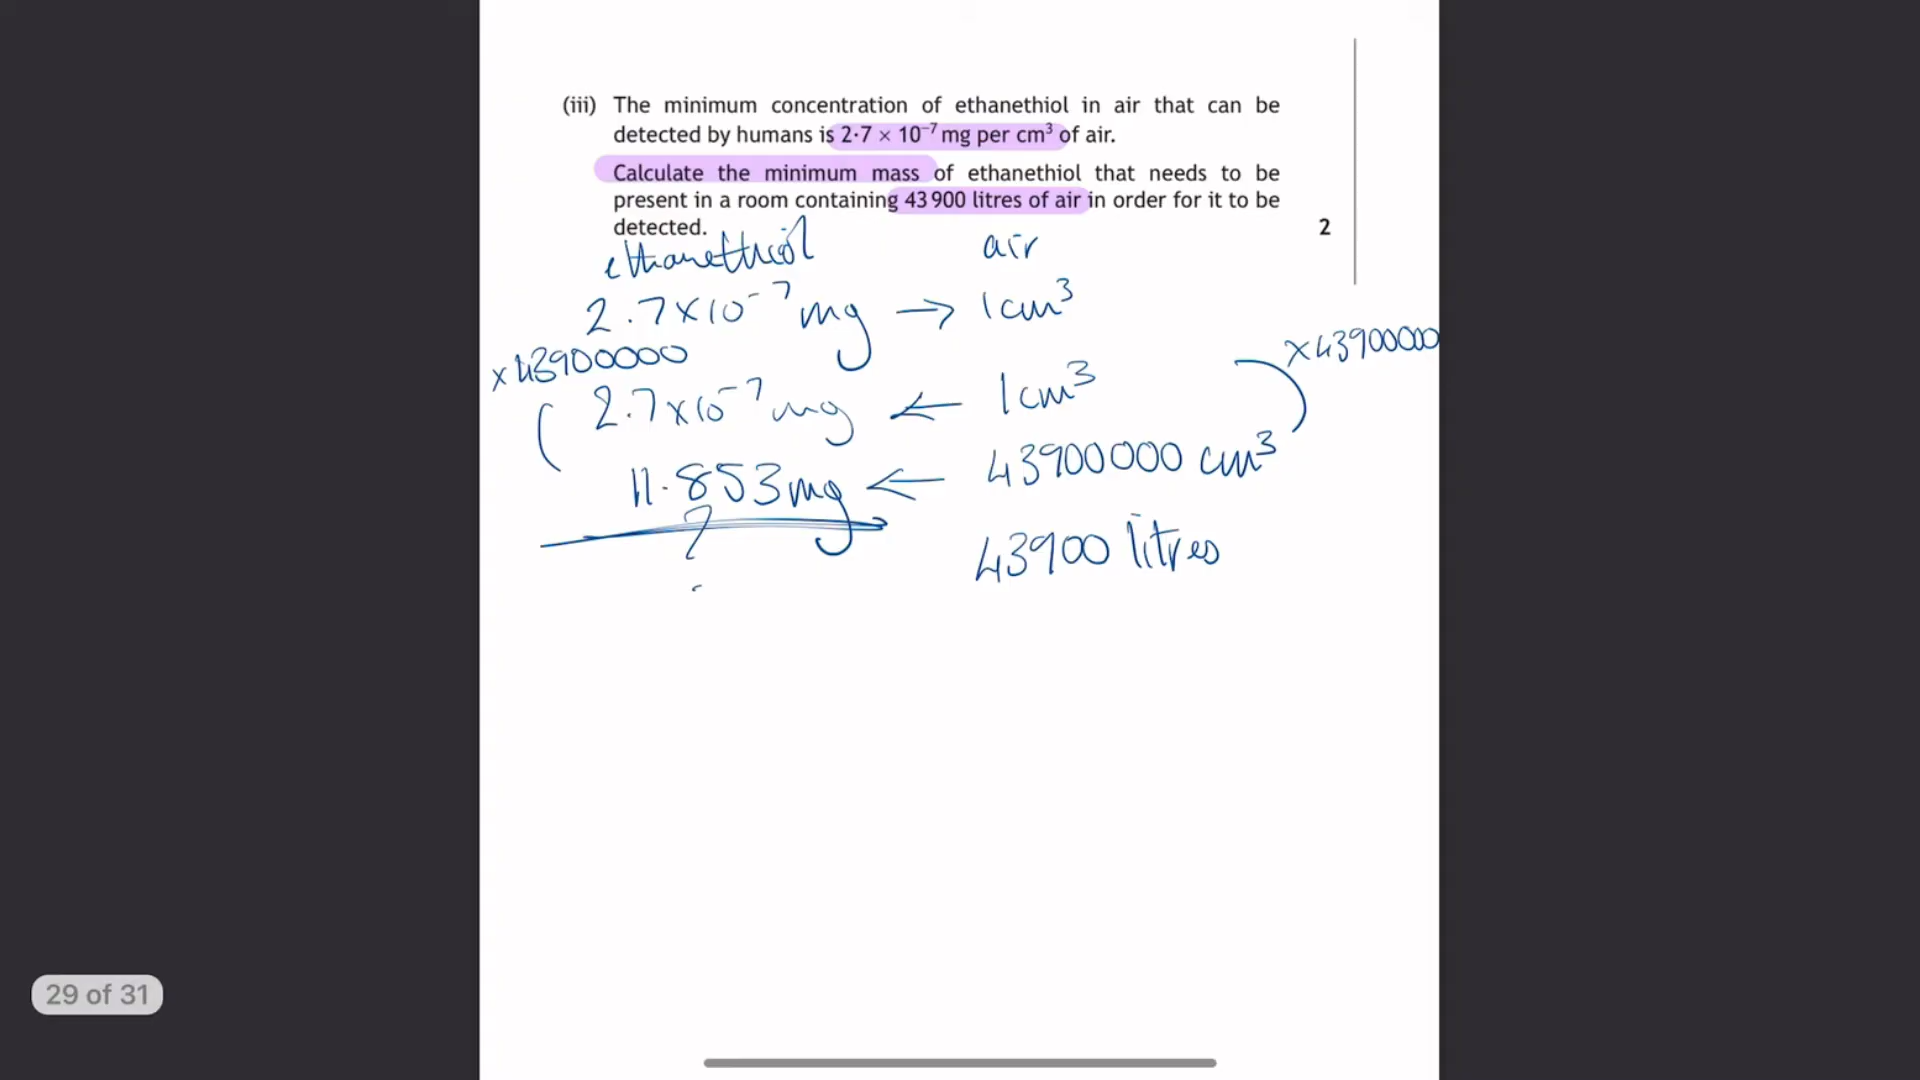 (iii) The minimum concentration of ethanethiol in air that can be
detected by humans is 2·7 × 10⁻⁷ mg per cm³ of air.
Calculate the minimum mass of ethanethiol that needs to be
present in a room containing 43 900 litres of air in order for it to be
detected.
2
ethanethiol air
2.7×10⁻⁷ mg → 1cm³
×43900000 ×43900000
2.7×10⁻⁷ mg ← 1cm³
11.853mg ← 43900000 cm³
?
43900 litres
29 of 31